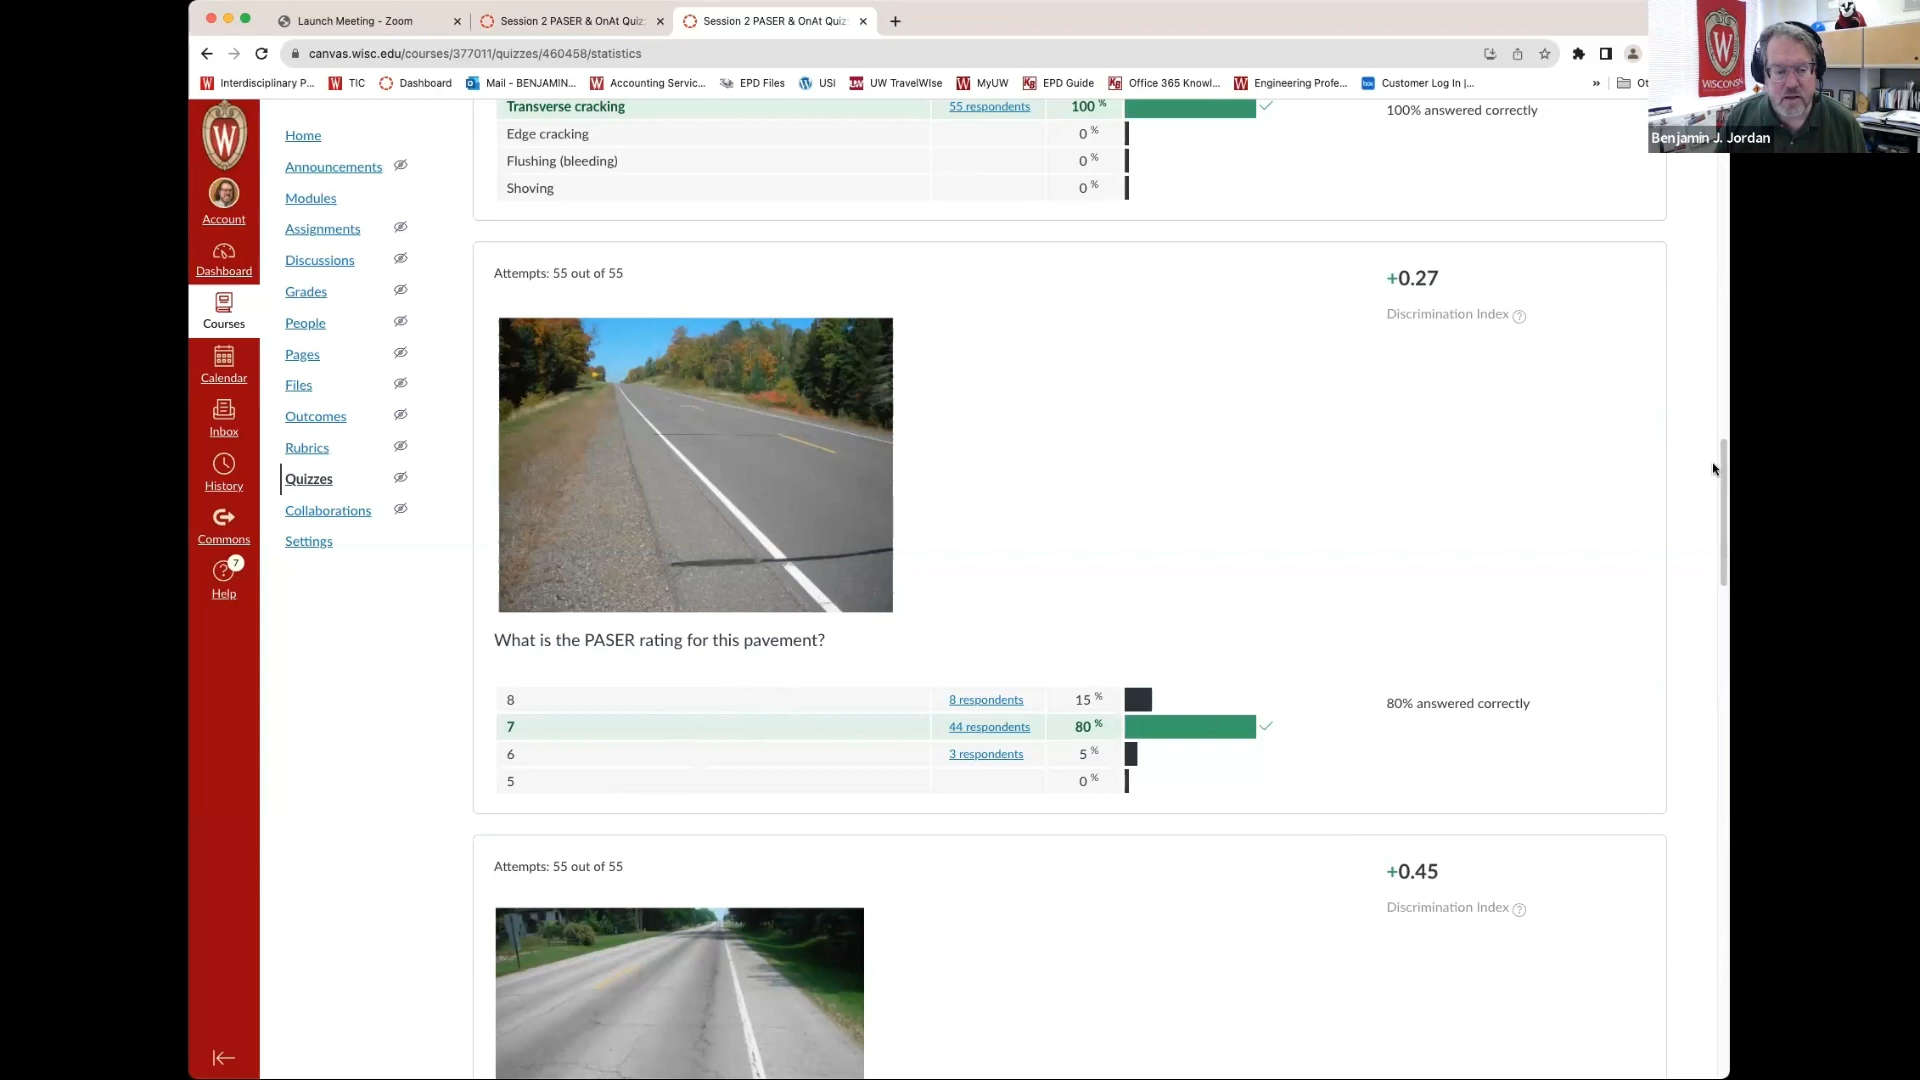 Launch Meeting - Zoom
Session 2 PASER & OnAt Quiz:
Session 2 PASER & OnAt Quiz:
canvas.wisc.edu/courses/377011/quizzes/460458/statistics
Interdisciplinary P...
TIC
Dashboard
Mail - BENJAMIN...
Accounting Servic...
EPD Files
USI
UW TravelWIse
MyUW
EPD Guide
Office 365 Knowl...
Engineering Profe...
Customer Log In |...
»
Ot
WISCONSIN
Benjamin J. Jordan
Account
Dashboard
Courses
Calendar
Inbox
History
Commons
7
Help
Home
Announcements
Modules
Assignments
Discussions
Grades
People
Pages
Files
Outcomes
Rubrics
Quizzes
Collaborations
Settings
Transverse cracking 55 respondents 100 %
100% answered correctly
Edge cracking 0 %
Flushing (bleeding) 0 %
Shoving 0 %
Attempts: 55 out of 55
+0.27
Discrimination Index ?
What is the PASER rating for this pavement?
8 8 respondents 15 %
80% answered correctly
7 44 respondents 80 %
6 3 respondents 5 %
5 0 %
Attempts: 55 out of 55
+0.45
Discrimination Index ?